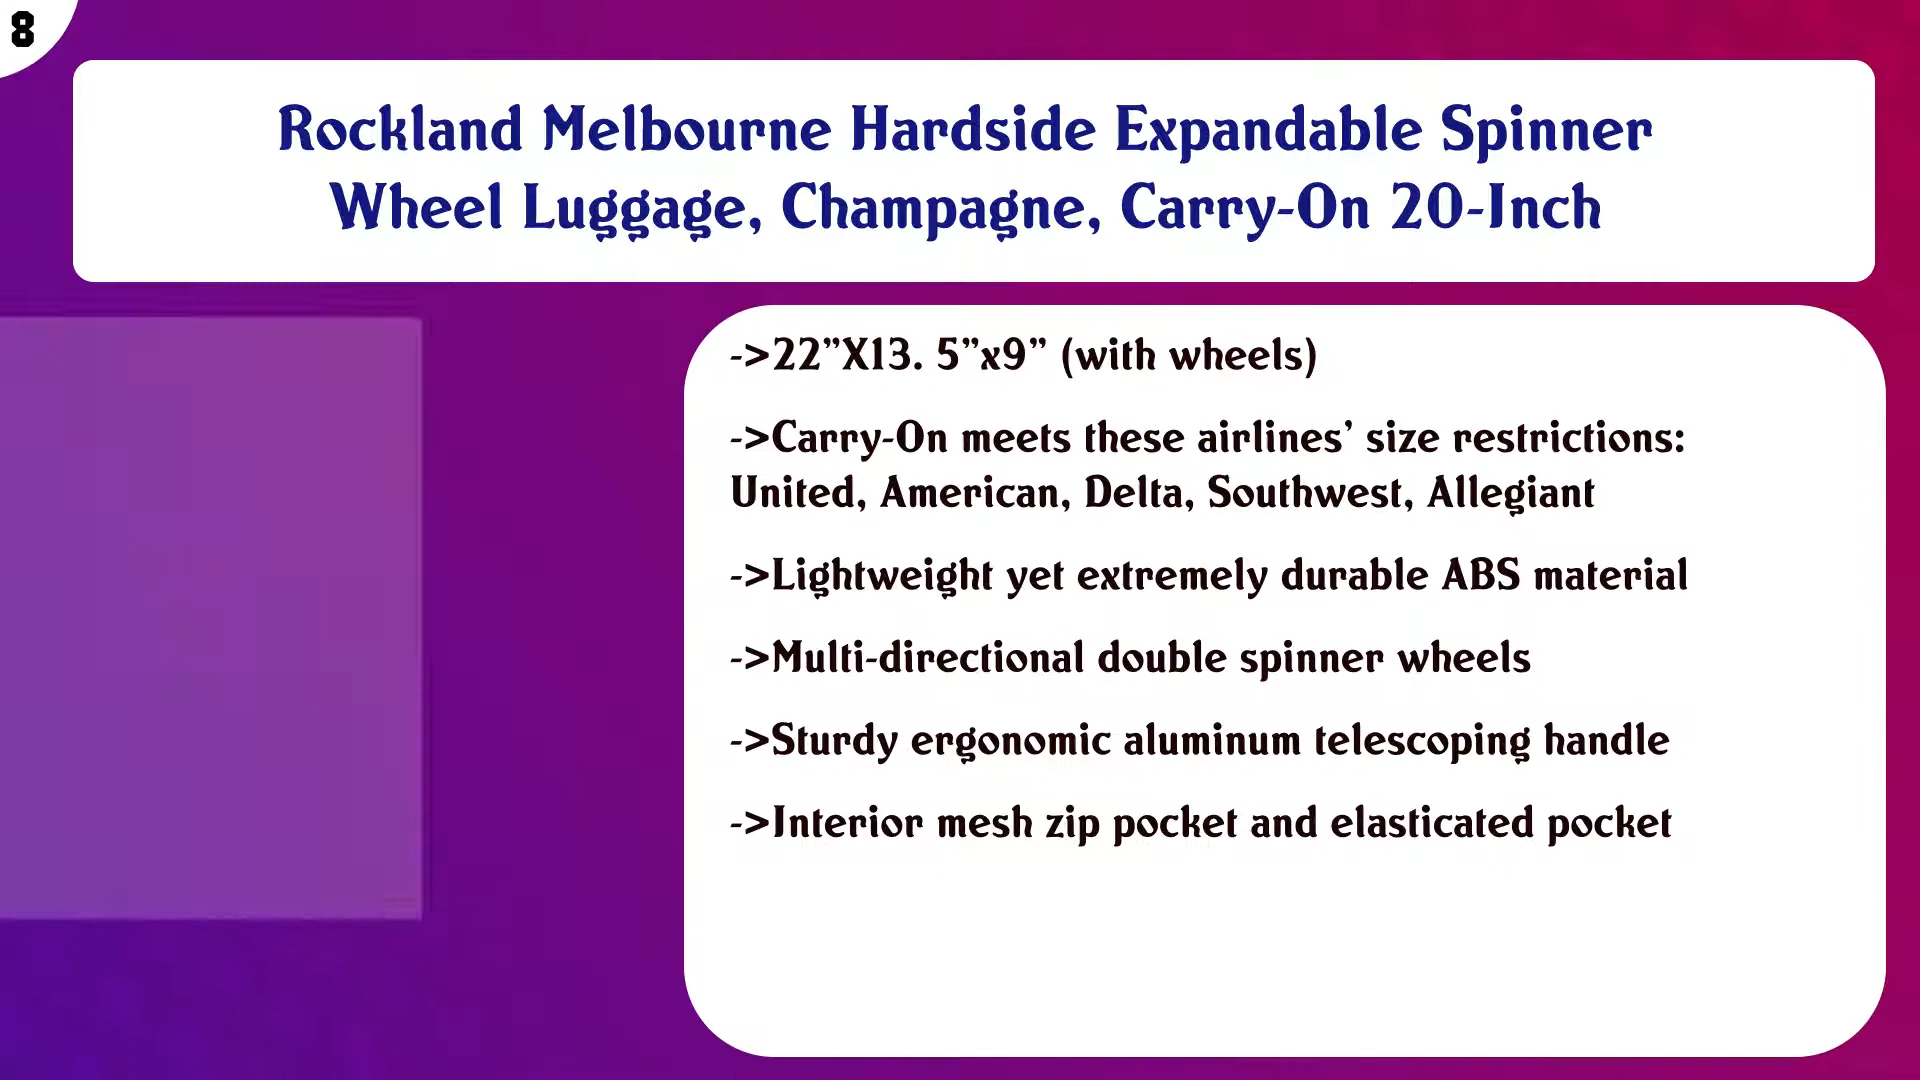 8
Rockland Melbourne Hardside Expandable Spinner
Wheel Luggage, Champagne, Carry-On 20-Inch
->22”X13. 5”x9” (with wheels)
->Carry-On meets these airlines’ size restrictions:
United, American, Delta, Southwest, Allegiant
->Lightweight yet extremely durable ABS material
->Multi-directional double spinner wheels
->Sturdy ergonomic aluminum telescoping handle
->Interior mesh zip pocket and elasticated pocket